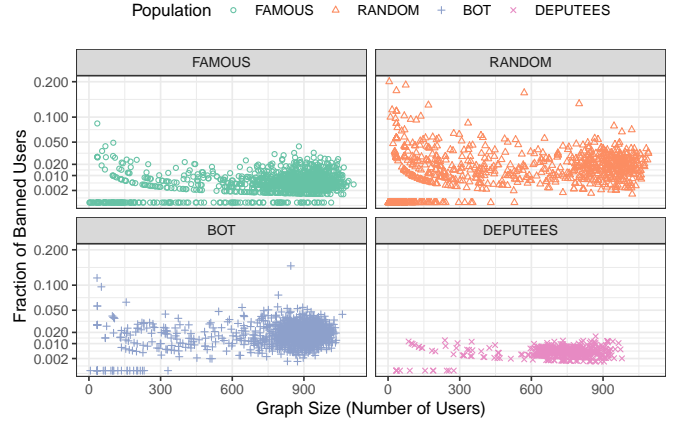 Population FAMOUS RANDOM BOT DEPUTEES
FAMOUS RANDOM
0.200
0.100
0.050
0.020
0.010
0.002
BOT DEPUTEES
0.200
0.100
0.050
0.020
0.010
0.002
0 300 600 900 0 300 600 900
Graph Size (Number of Users)
Fraction of Banned Users